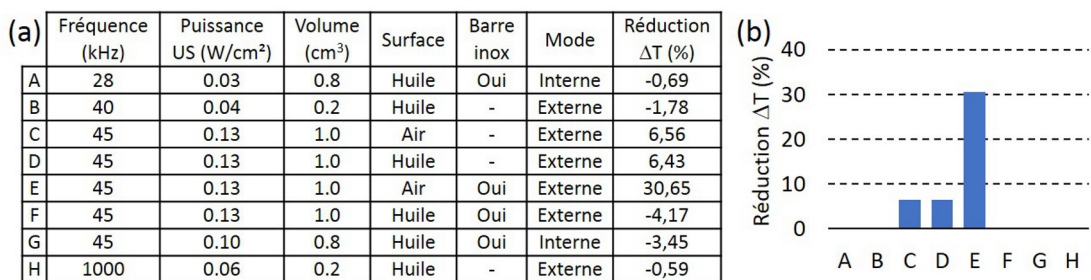 (a)
Fréquence (kHz) Puissance US (W/cm²) Volume (cm³) Surface Barre inox Mode Réduction ΔT (%)
A 28 0.03 0.8 Huile Oui Interne -0,69
B 40 0.04 0.2 Huile - Externe -1,78
C 45 0.13 1.0 Air - Externe 6,56
D 45 0.13 1.0 Huile - Externe 6,43
E 45 0.13 1.0 Air Oui Externe 30,65
F 45 0.13 1.0 Huile Oui Externe -4,17
G 45 0.10 0.8 Huile Oui Interne -3,45
H 1000 0.06 0.2 Huile - Externe -0,59
(b)
Réduction ΔT (%)
40
30
20
10
0
A B C D E F G H